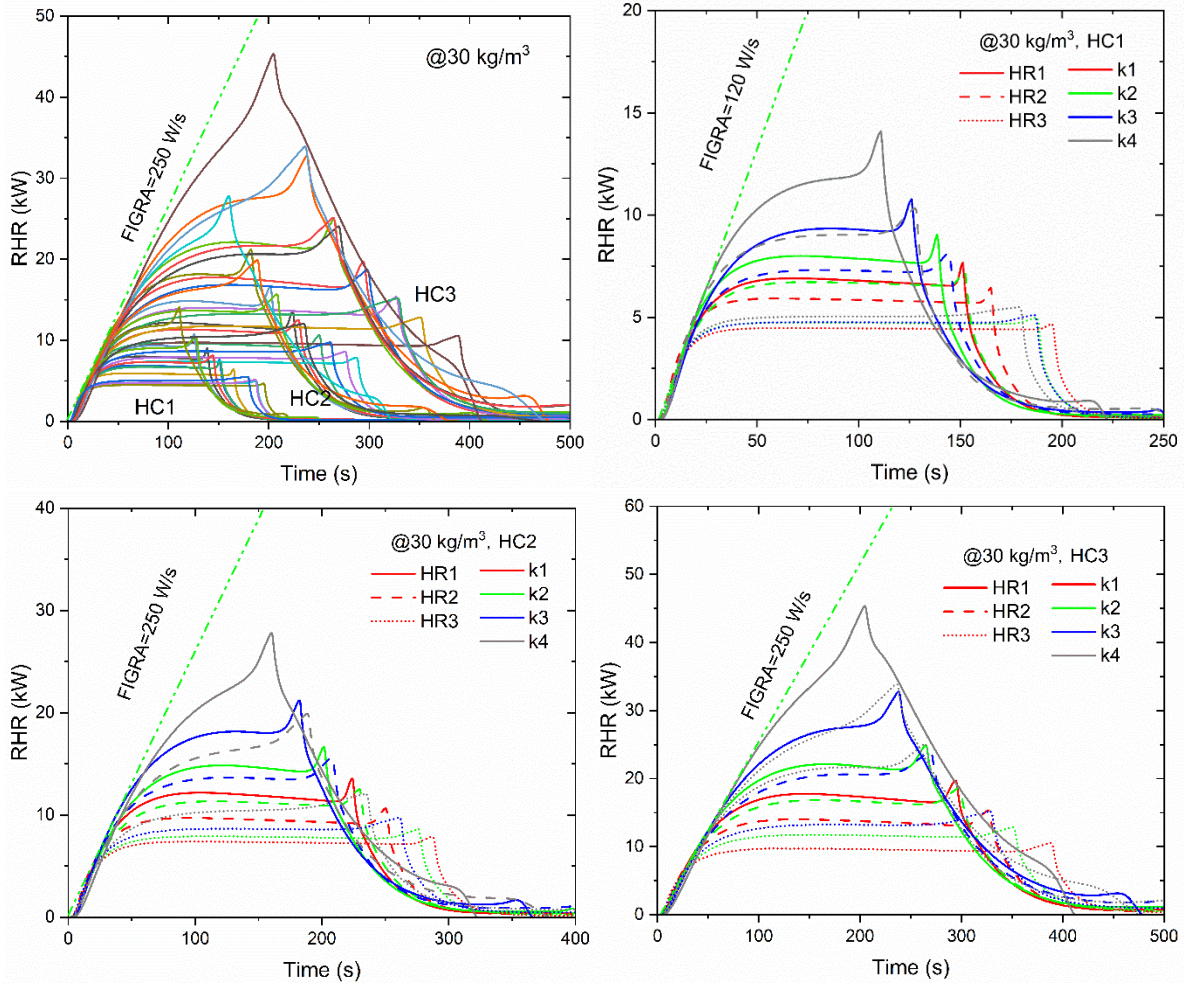 50
40
30
20
10
0
RHR (kW)
FIGRA=250 W/s
@30 kg/m³
HC3
HC1
HC2
0 100 200 300 400 500
Time (s)
20
15
10
5
0
RHR (kW)
FIGRA=120 W/s
@30 kg/m³, HC1
HR1 k1
HR2 k2
HR3 k3
k4
0 50 100 150 200 250
Time (s)
40
30
20
10
0
RHR (kW)
FIGRA=250 W/s
@30 kg/m³, HC2
HR1 k1
HR2 k2
HR3 k3
k4
0 100 200 300 400
Time (s)
60
50
40
30
20
10
0
RHR (kW)
FIGRA=250 W/s
@30 kg/m³, HC3
HR1 k1
HR2 k2
HR3 k3
k4
0 100 200 300 400 500
Time (s)